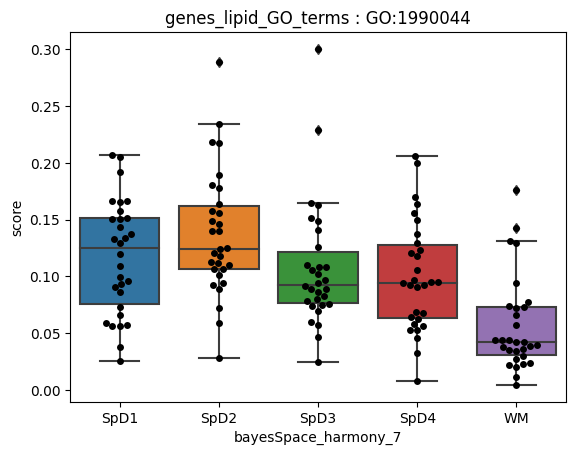 genes_lipid_GO_terms : GO:1990044
0.30
0.25
0.20
0.15
0.10
0.05
0.00
score
SpD1 SpD2 SpD3 SpD4 WM
bayesSpace_harmony_7